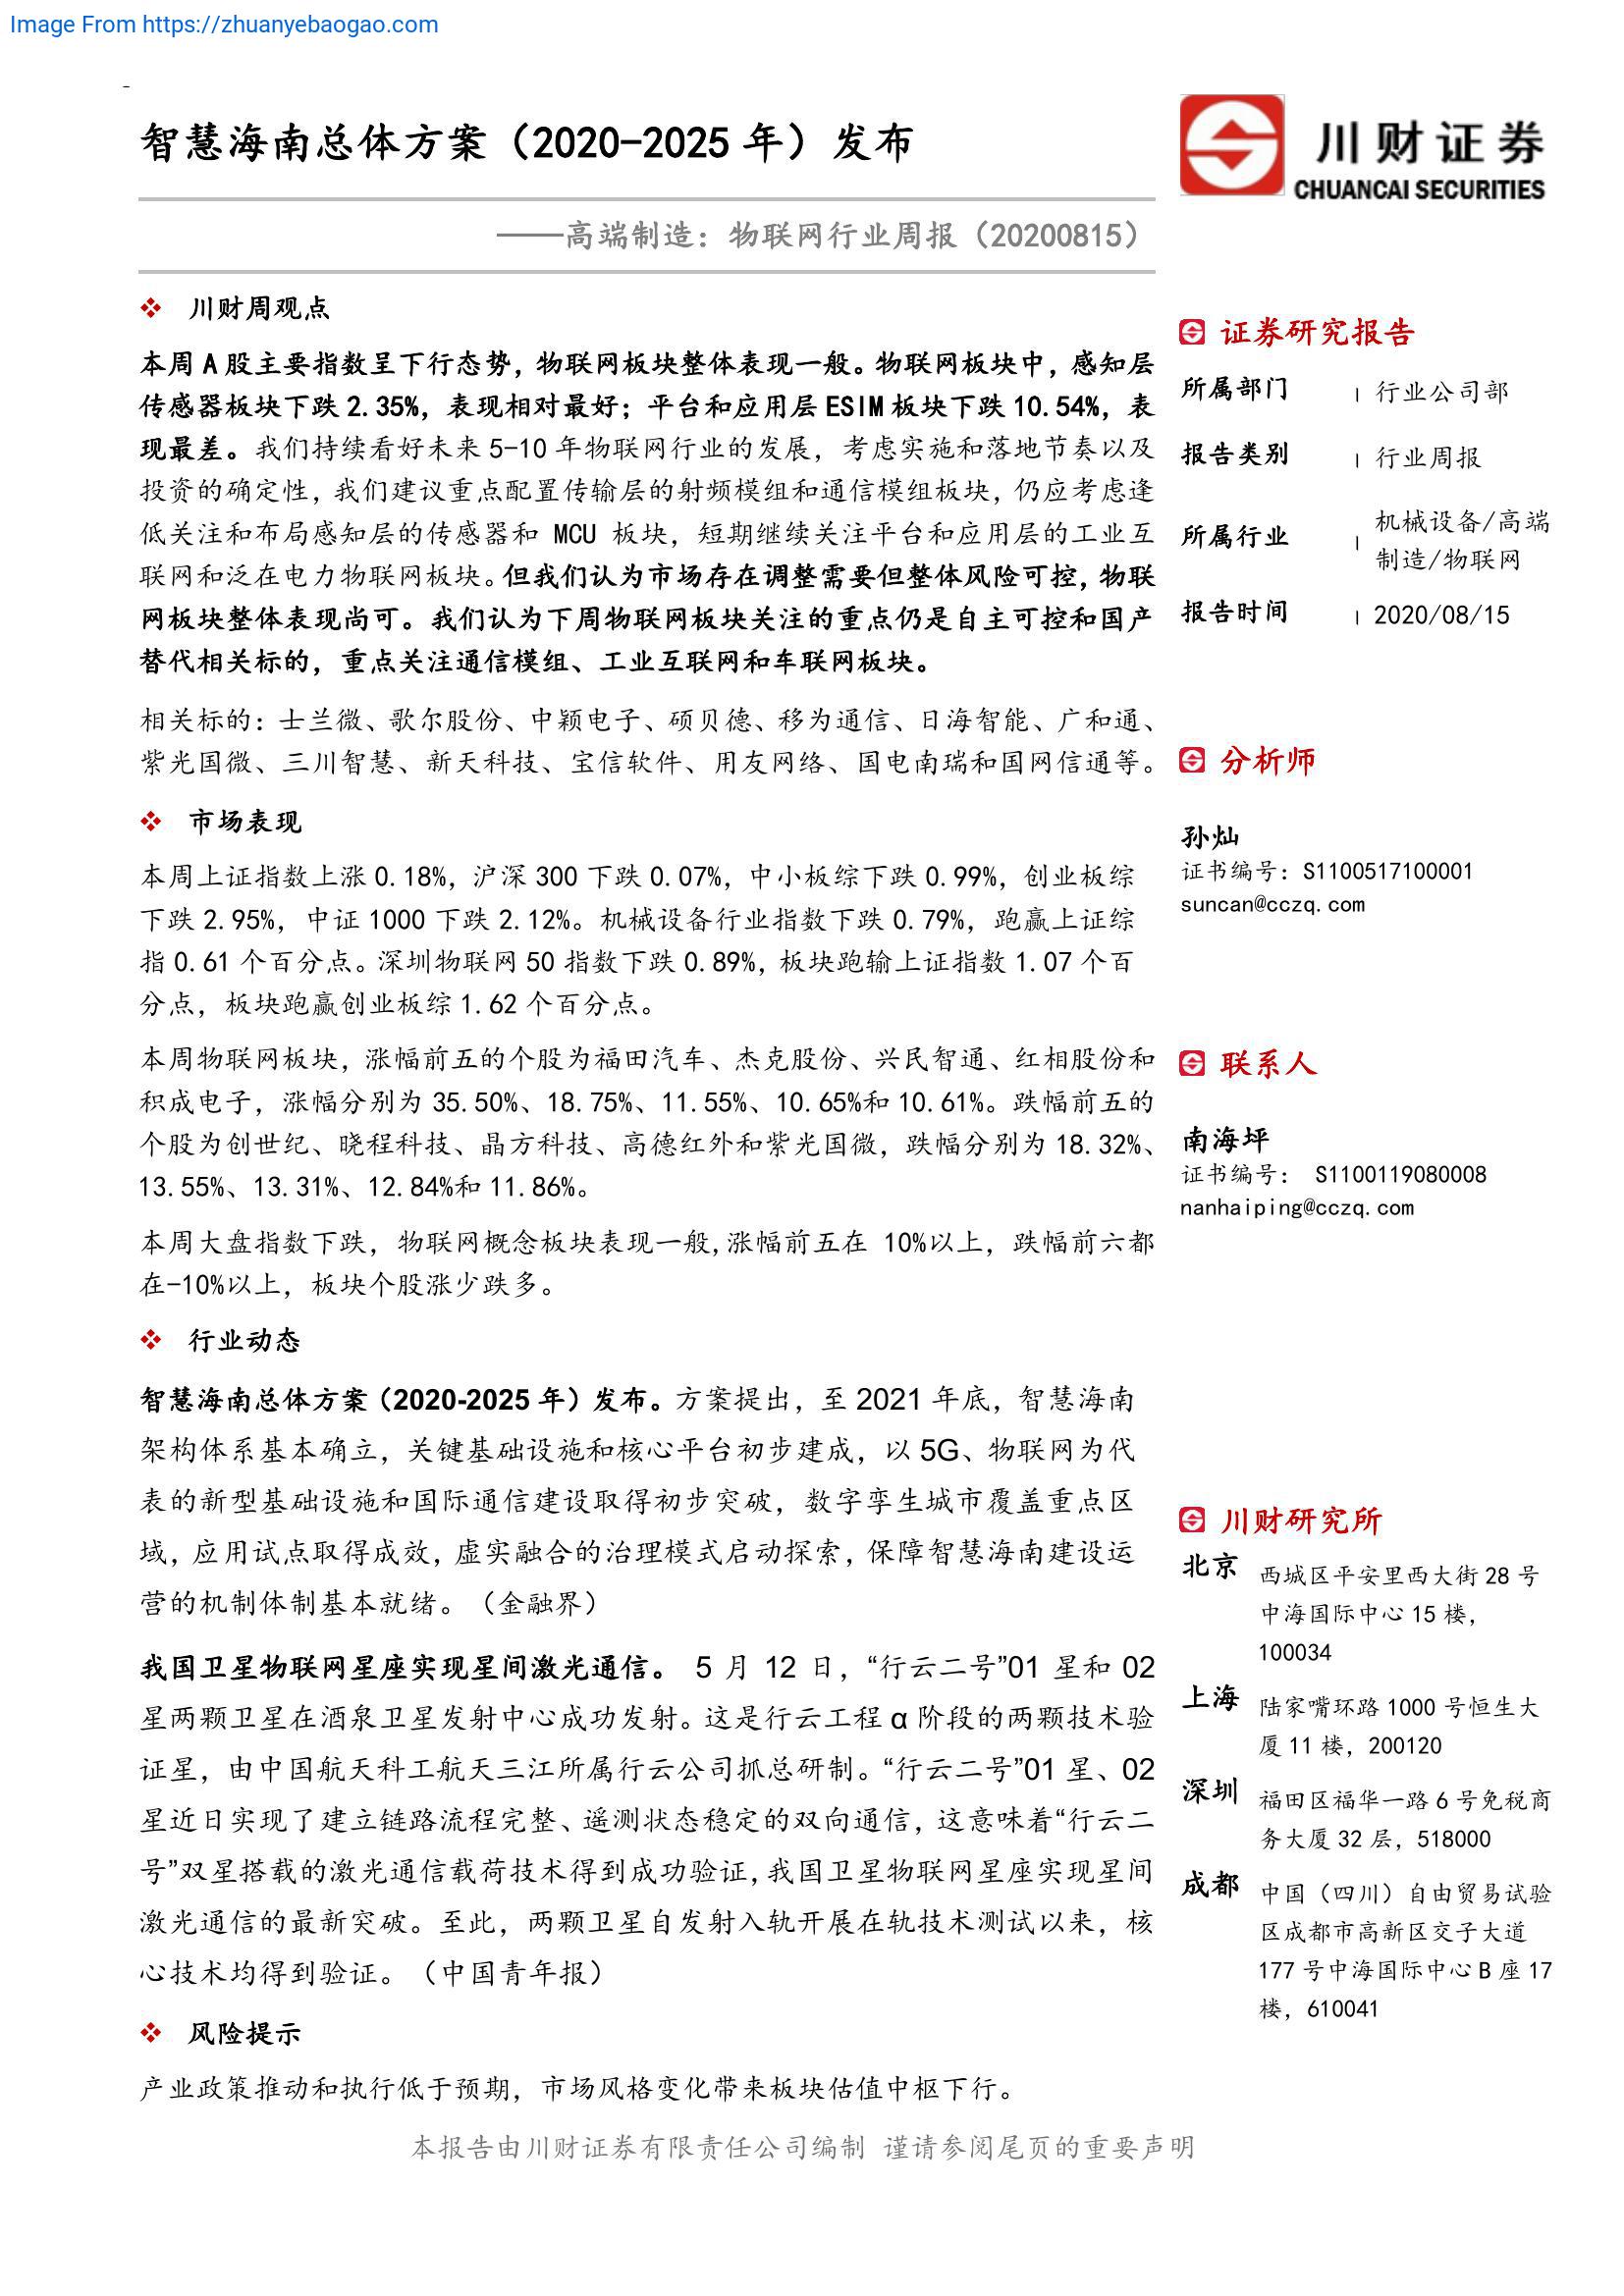 Image From https://zhuanyebaogao.com
智慧海南总体方案（2020-2025 年）发布
——高端制造：物联网行业周报（20200815）
川财证券
CHUANCAI SECURITIES
❖ 川财周观点
本周 A 股主要指数呈下行态势，物联网板块整体表现一般。物联网板块中，感知层
传感器板块下跌 2.35%，表现相对最好；平台和应用层 ESIM 板块下跌 10.54%，表
现最差。我们持续看好未来 5-10 年物联网行业的发展，考虑实施和落地节奏以及
投资的确定性，我们建议重点配置传输层的射频模组和通信模组板块，仍应考虑逢
低关注和布局感知层的传感器和 MCU 板块，短期继续关注平台和应用层的工业互
联网和泛在电力物联网板块。但我们认为市场存在调整需要但整体风险可控，物联
网板块整体表现尚可。我们认为下周物联网板块关注的重点仍是自主可控和国产
替代相关标的，重点关注通信模组、工业互联网和车联网板块。
相关标的：士兰微、歌尔股份、中颖电子、硕贝德、移为通信、日海智能、广和通、
紫光国微、三川智慧、新天科技、宝信软件、用友网络、国电南瑞和国网信通等。
❖ 市场表现
本周上证指数上涨 0.18%，沪深 300 下跌 0.07%，中小板综下跌 0.99%，创业板综
下跌 2.95%，中证 1000 下跌 2.12%。机械设备行业指数下跌 0.79%，跑赢上证综
指 0.61 个百分点。深圳物联网 50 指数下跌 0.89%，板块跑输上证指数 1.07 个百
分点，板块跑赢创业板综 1.62 个百分点。
本周物联网板块，涨幅前五的个股为福田汽车、杰克股份、兴民智通、红相股份和
积成电子，涨幅分别为 35.50%、18.75%、11.55%、10.65%和 10.61%。跌幅前五的
个股为创世纪、晓程科技、晶方科技、高德红外和紫光国微，跌幅分别为 18.32%、
13.55%、13.31%、12.84%和 11.86%。
本周大盘指数下跌，物联网概念板块表现一般,涨幅前五在 10%以上，跌幅前六都
在-10%以上，板块个股涨少跌多。
❖ 行业动态
智慧海南总体方案（2020-2025 年）发布。方案提出，至 2021 年底，智慧海南
架构体系基本确立，关键基础设施和核心平台初步建成，以 5G、物联网为代
表的新型基础设施和国际通信建设取得初步突破，数字孪生城市覆盖重点区
域，应用试点取得成效，虚实融合的治理模式启动探索，保障智慧海南建设运
营的机制体制基本就绪。（金融界）
我国卫星物联网星座实现星间激光通信。 5 月 12 日，“行云二号”01 星和 02
星两颗卫星在酒泉卫星发射中心成功发射。这是行云工程 α 阶段的两颗技术验
证星，由中国航天科工航天三江所属行云公司抓总研制。“行云二号”01 星、02
星近日实现了建立链路流程完整、遥测状态稳定的双向通信，这意味着“行云二
号”双星搭载的激光通信载荷技术得到成功验证，我国卫星物联网星座实现星间
激光通信的最新突破。至此，两颗卫星自发射入轨开展在轨技术测试以来，核
心技术均得到验证。（中国青年报）
❖ 风险提示
产业政策推动和执行低于预期，市场风格变化带来板块估值中枢下行。
证券研究报告
所属部门 | 行业公司部
报告类别 | 行业周报
所属行业 | 机械设备/高端
制造/物联网
报告时间 | 2020/08/15
分析师
孙灿
证书编号：S1100517100001
suncan@cczq.com
联系人
南海坪
证书编号： S1100119080008
nanhaiping@cczq.com
川财研究所
北京 西城区平安里西大街 28 号
中海国际中心 15 楼，
100034
上海 陆家嘴环路 1000 号恒生大
厦 11 楼，200120
深圳 福田区福华一路 6 号免税商
务大厦 32 层，518000
成都 中国（四川）自由贸易试验
区成都市高新区交子大道
177 号中海国际中心 B 座 17
楼，610041
本报告由川财证券有限责任公司编制 谨请参阅尾页的重要声明